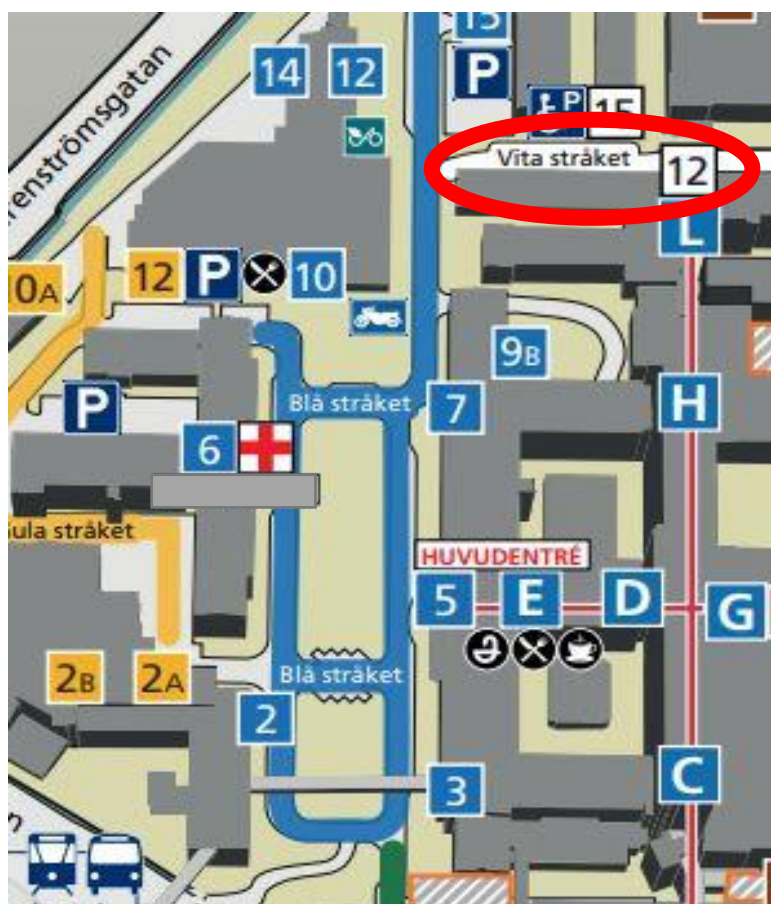 15
14
12
P
P
15
renströmsgatan
Vita stråket
12
L
0A
12
P
10
9B
P
Blå stråket
7
H
6
ula stråket
HUVUDENTRÉ
5
E
D
G
2B
2A
Blå stråket
2
3
C
n